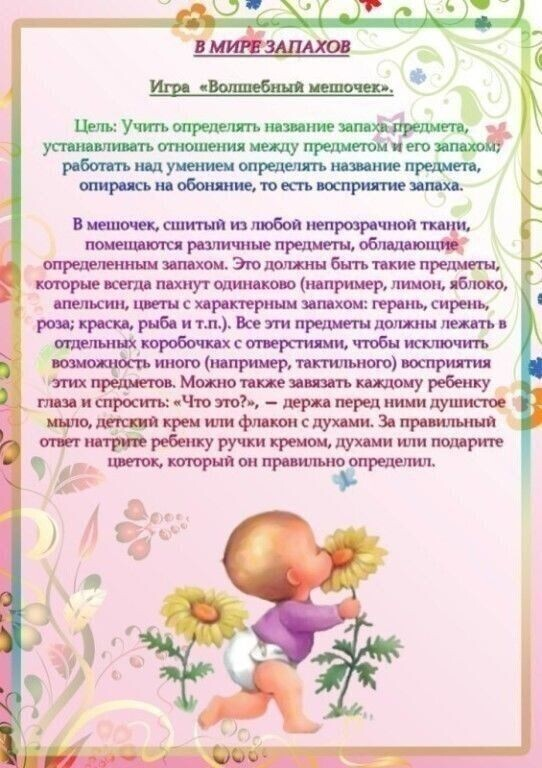 В МИРЕ ЗАПАХОВ
Игра «Волшебный мешочек».
Цель: Учить определять название запаха предмета,
устанавливать отношения между предметом и его запахом;
работать над умением определять название предмета,
опираясь на обоняние, то есть восприятие запаха.
В мешочек, сшитый из любой непрозрачной ткани,
помещаются различные предметы, обладающие
определенным запахом. Это должны быть такие предметы,
которые всегда пахнут одинаково (например, лимон, яблоко,
апельсин, цветы с характерным запахом: герань, сирень,
роза; краска, рыба и т.п.). Все эти предметы должны лежать в
отдельных коробочках с отверстиями, чтобы исключить
возможность иного (например, тактильного) восприятия
этих предметов. Можно также завязать каждому ребенку
глаза и спросить: «Что это?», — держа перед ними душистое
мыло, детский крем или флакон с духами. За правильный
ответ натрите ребенку ручки кремом, духами или подарите
цветок, который он правильно определил.